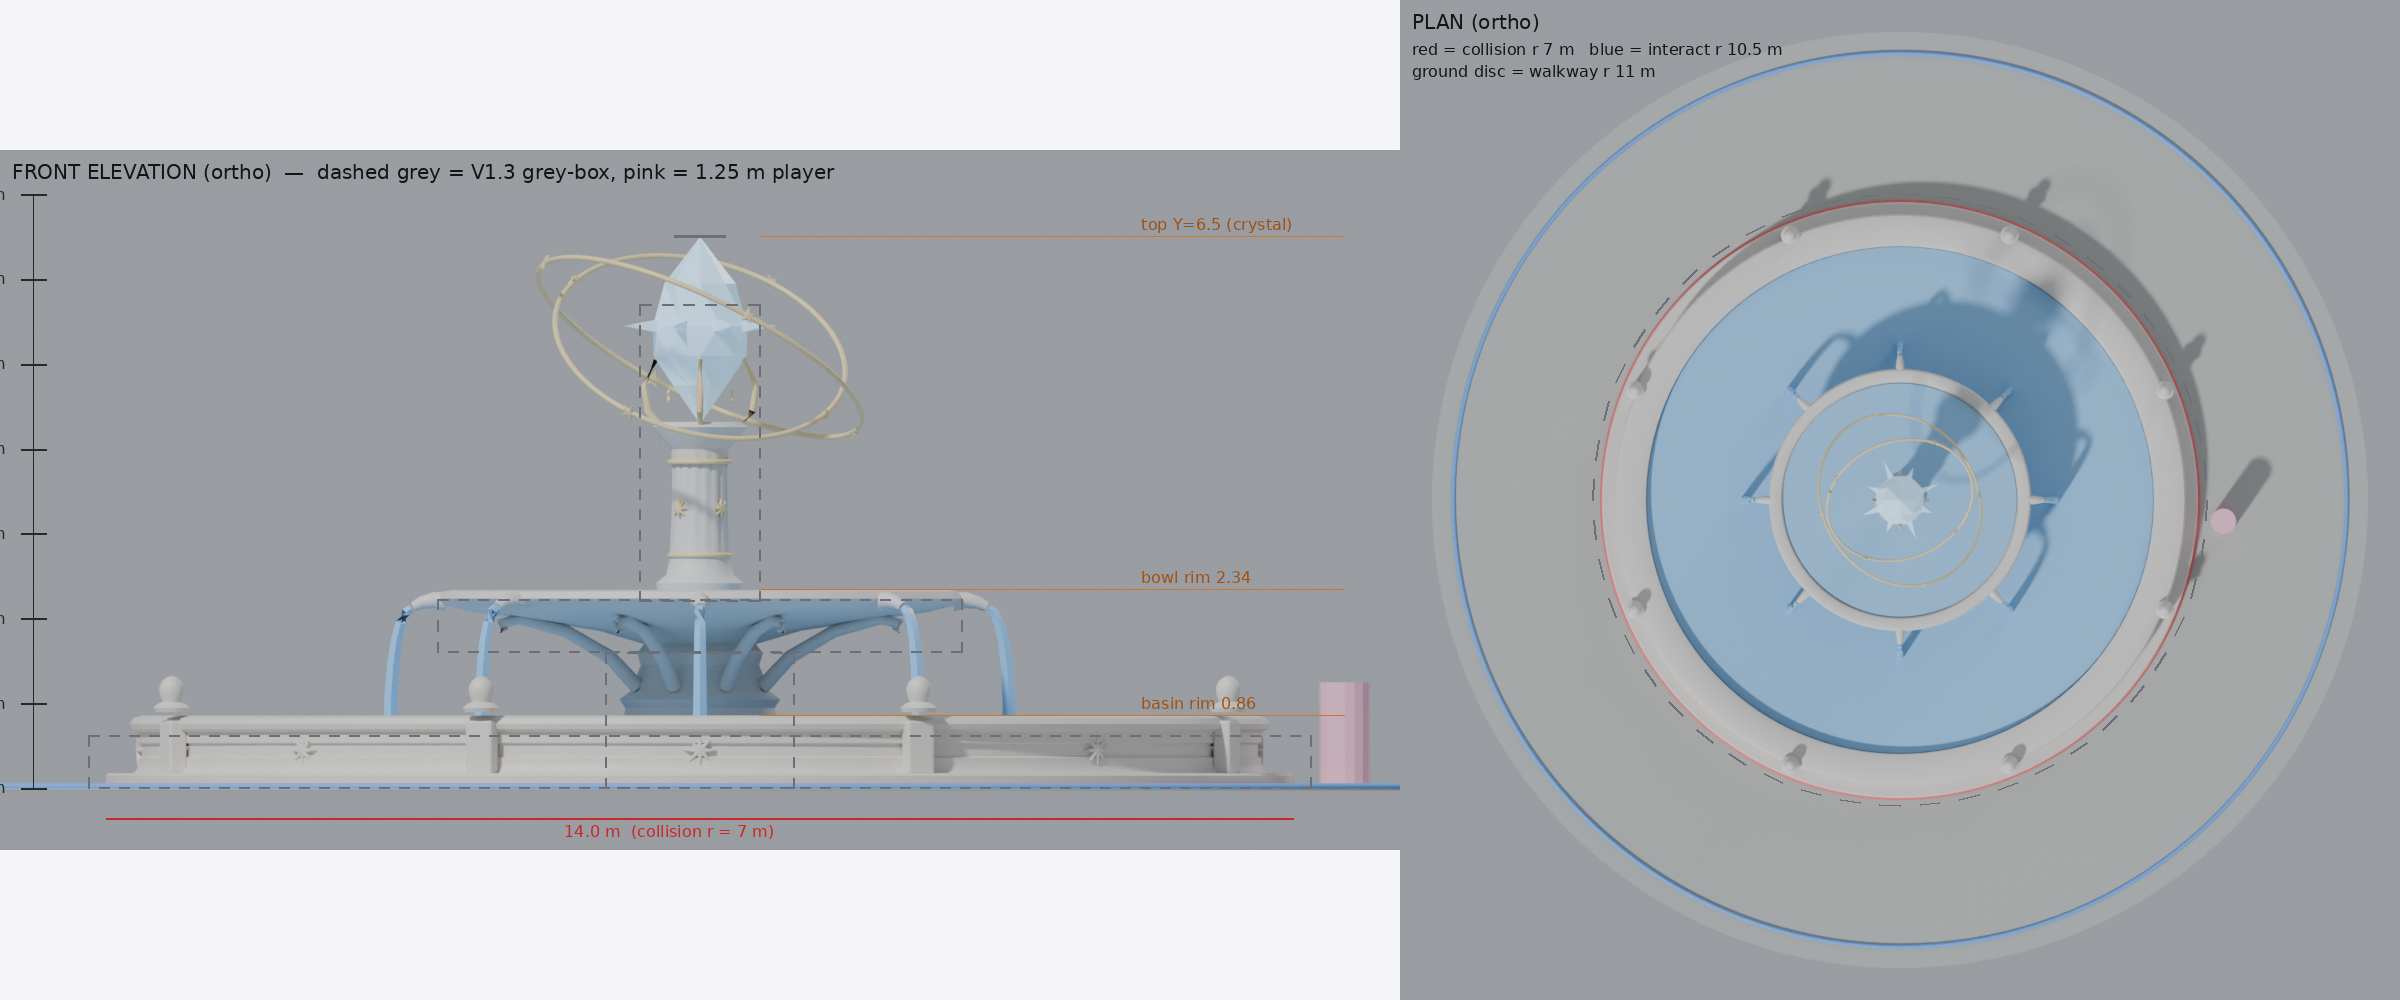 FRONT ELEVATION (ortho) — dashed grey = V1.3 grey-box, pink = 1.25 m player
top Y=6.5 (crystal)
bowl rim 2.34
basin rim 0.86
14.0 m (collision r = 7 m)
PLAN (ortho)
red = collision r 7 m blue = interact r 10.5 m
ground disc = walkway r 11 m